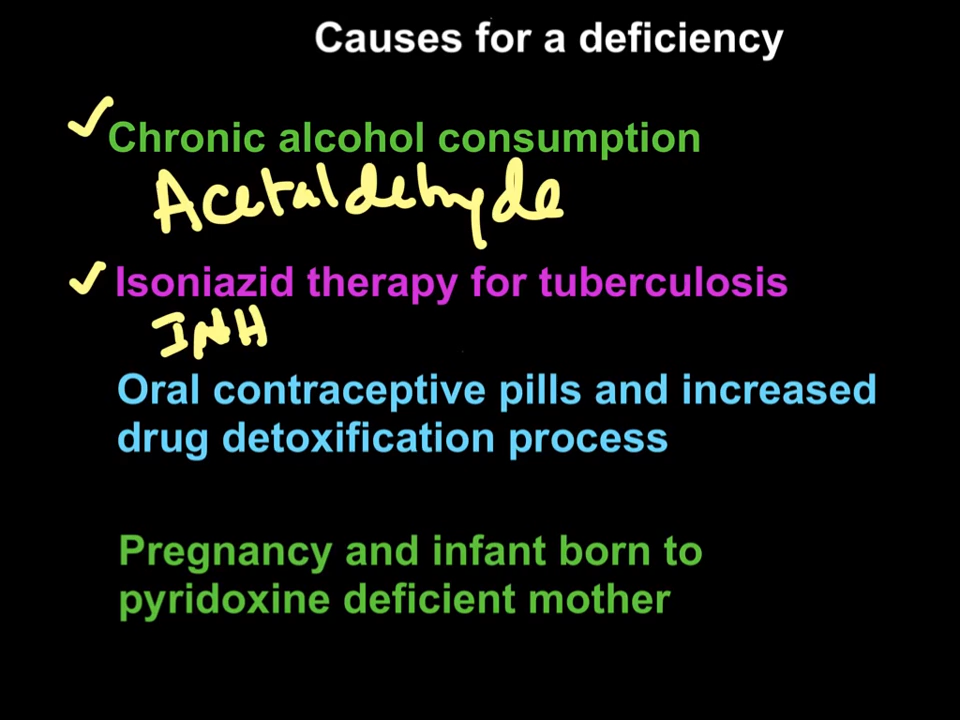 Causes for a deficiency
Chronic alcohol consumption
Acetaldehyde
Isoniazid therapy for tuberculosis
INH
Oral contraceptive pills and increased
drug detoxification process
Pregnancy and infant born to
pyridoxine deficient mother